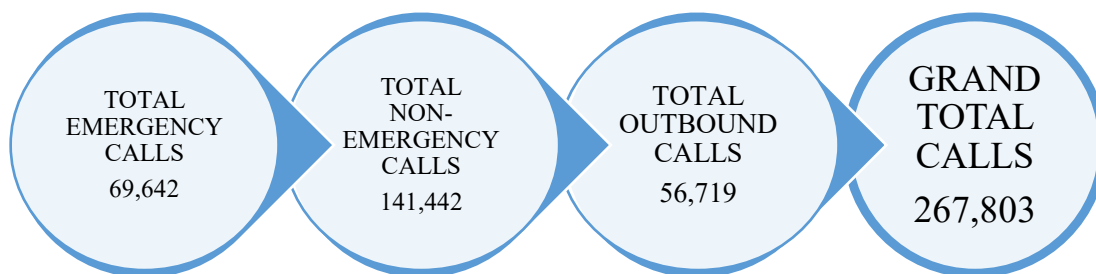 TOTAL
EMERGENCY
CALLS
69,642
TOTAL
NON-
EMERGENCY
CALLS
141,442
TOTAL
OUTBOUND
CALLS
56,719
GRAND
TOTAL
CALLS
267,803